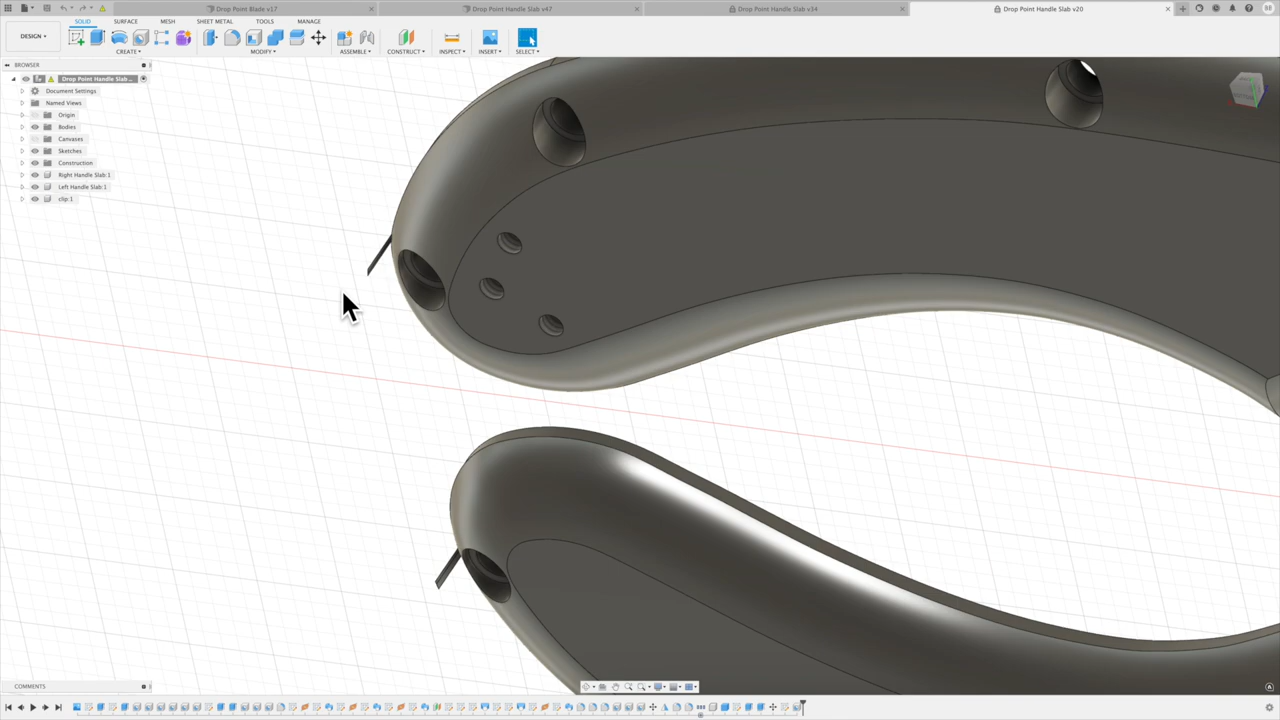 Drop Point Blade v17
Drop Point Handle Slab v47
Drop Point Handle Slab v34
Drop Point Handle Slab v20
BB
DESIGN
SOLID
SURFACE
MESH
SHEET METAL
TOOLS
MANAGE
CREATE
MODIFY
ASSEMBLE
CONSTRUCT
INSPECT
INSERT
SELECT
BROWSER
Drop Point Handle Slab...
Document Settings
Named Views
Origin
Bodies
Canvases
Sketches
Construction
Right Handle Slab:1
Left Handle Slab:1
clip:1
COMMENTS